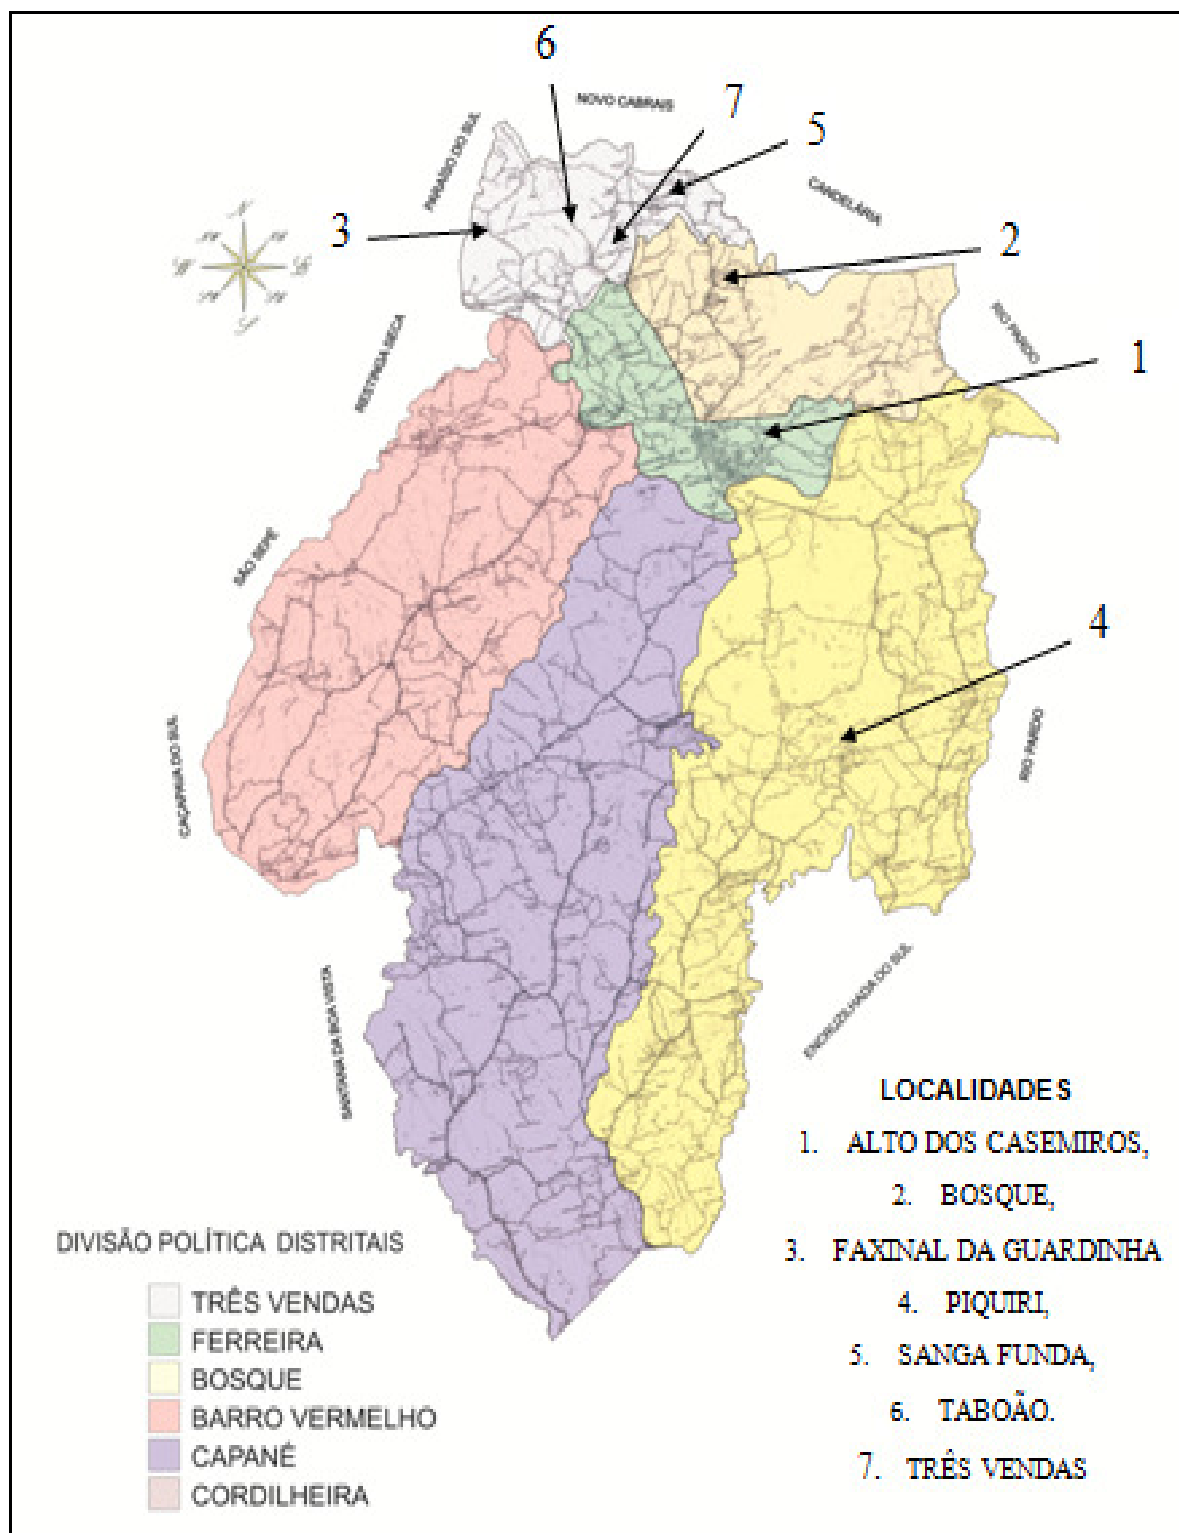 6
NOVO CABRAIS
7
5
PARAÍSO DO SUL
CANDELÁRIA
3
2
RIO PARDO
RESTINGA SECA
1
SÃO SEPÉ
4
CAÇAPAVA DO SUL
RIO PARDO
ENCRUZILHADA DO SUL
SANTANA DA BOA VISTA
LOCALIDADES
1. ALTO DOS CASEMIROS,
2. BOSQUE,
3. FAXINAL DA GUARDINHA
4. PIQUIRI,
5. SANGA FUNDA,
6. TABOÃO.
7. TRÊS VENDAS
DIVISÃO POLÍTICA DISTRITAIS
TRÊS VENDAS
FERREIRA
BOSQUE
BARRO VERMELHO
CAPANÉ
CORDILHEIRA